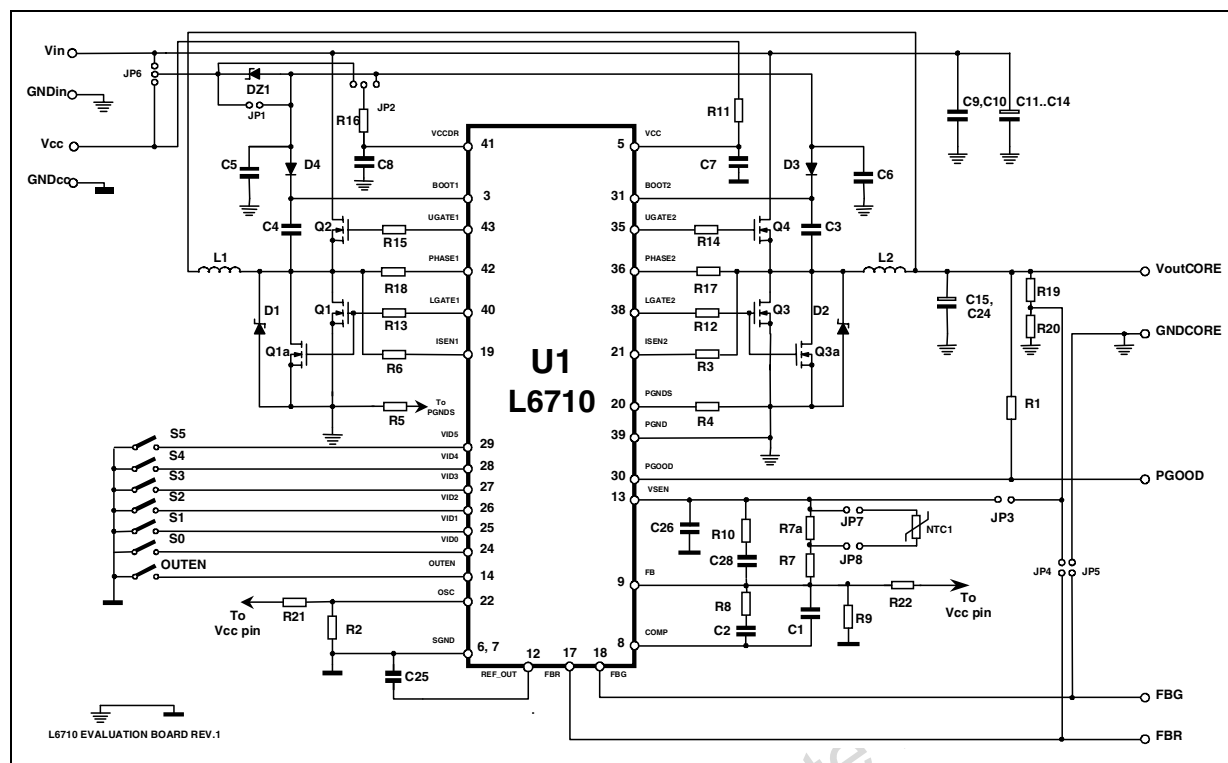 Vin
JP6
DZ1
JP1
JP2
GNDin
Vcc
GNDcc
R16
R11
C9,C10
C11..C14
C5
D4
C8
C7
D3
C6
VCCDR
41
5
VCC
BOOT1
3
31
BOOT2
C4
Q2
R15
UGATE1
43
35
UGATE2
R14
Q4
C3
L1
R18
PHASE1
42
36
PHASE2
R17
L2
VoutCORE
D1
Q1
R13
LGATE1
40
38
LGATE2
R12
Q3
D2
C15,
C24
R19
R20
GNDCORE
Q1a
R6
ISEN1
19
21
ISEN2
R3
Q3a
U1
L6710
R5
To
PGNDS
20
PGNDS
R4
39
PGND
R1
30
PGOOD
PGOOD
S5
VID5
29
S4
VID4
28
S3
VID3
27
S2
VID2
26
S1
VID1
25
S0
VID0
24
OUTEN
OUTEN
14
13
VSEN
JP3
C26
R10
R7a
JP7
NTC1
C28
R7
JP8
JP4
JP5
9
FB
R22
To
Vcc pin
R8
C2
C1
R9
8
COMP
To
Vcc pin
R21
OSC
22
R2
SGND
6, 7
C25
12
17
18
REF_OUT
FBR
FBG
FBG
FBR
L6710 EVALUATION BOARD REV.1